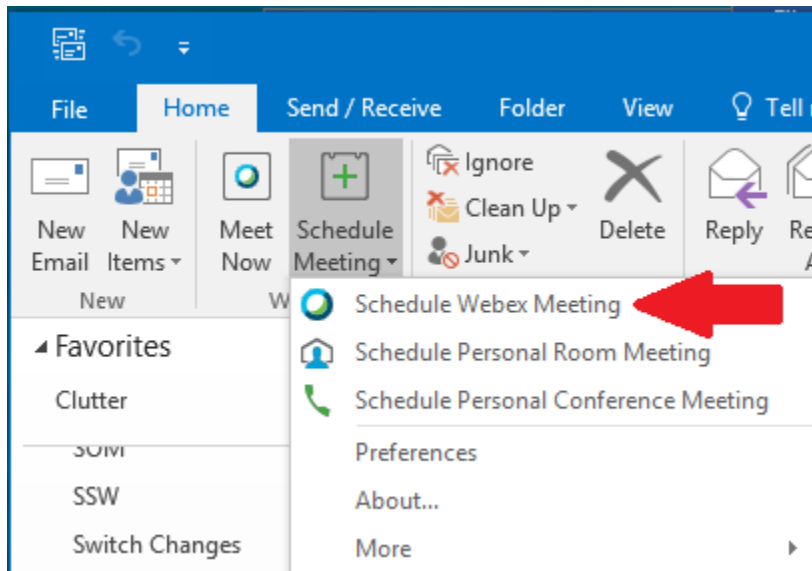 File Home Send / Receive Folder View Tell
Ignore
Clean Up
Junk
New Email
New Items
Meet Now
Schedule Meeting
Delete
Reply
New
Schedule Webex Meeting
Schedule Personal Room Meeting
Schedule Personal Conference Meeting
Preferences
About...
More
Favorites
Clutter
SOM
SSW
Switch Changes